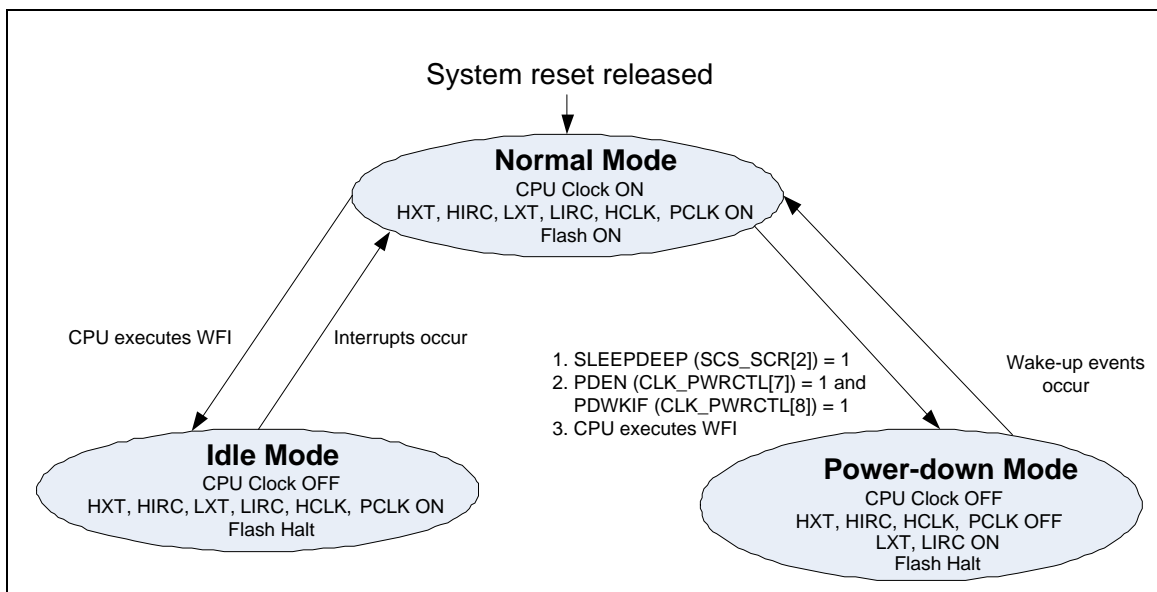 System reset released
Normal Mode
CPU Clock ON
HXT, HIRC, LXT, LIRC, HCLK, PCLK ON
Flash ON
CPU executes WFI
Interrupts occur
1. SLEEPDEEP (SCS_SCR[2]) = 1
2. PDEN (CLK_PWRCTL[7]) = 1 and
PDWKIF (CLK_PWRCTL[8]) = 1
3. CPU executes WFI
Wake-up events
occur
Idle Mode
CPU Clock OFF
HXT, HIRC, LXT, LIRC, HCLK, PCLK ON
Flash Halt
Power-down Mode
CPU Clock OFF
HXT, HIRC, HCLK, PCLK OFF
LXT, LIRC ON
Flash Halt